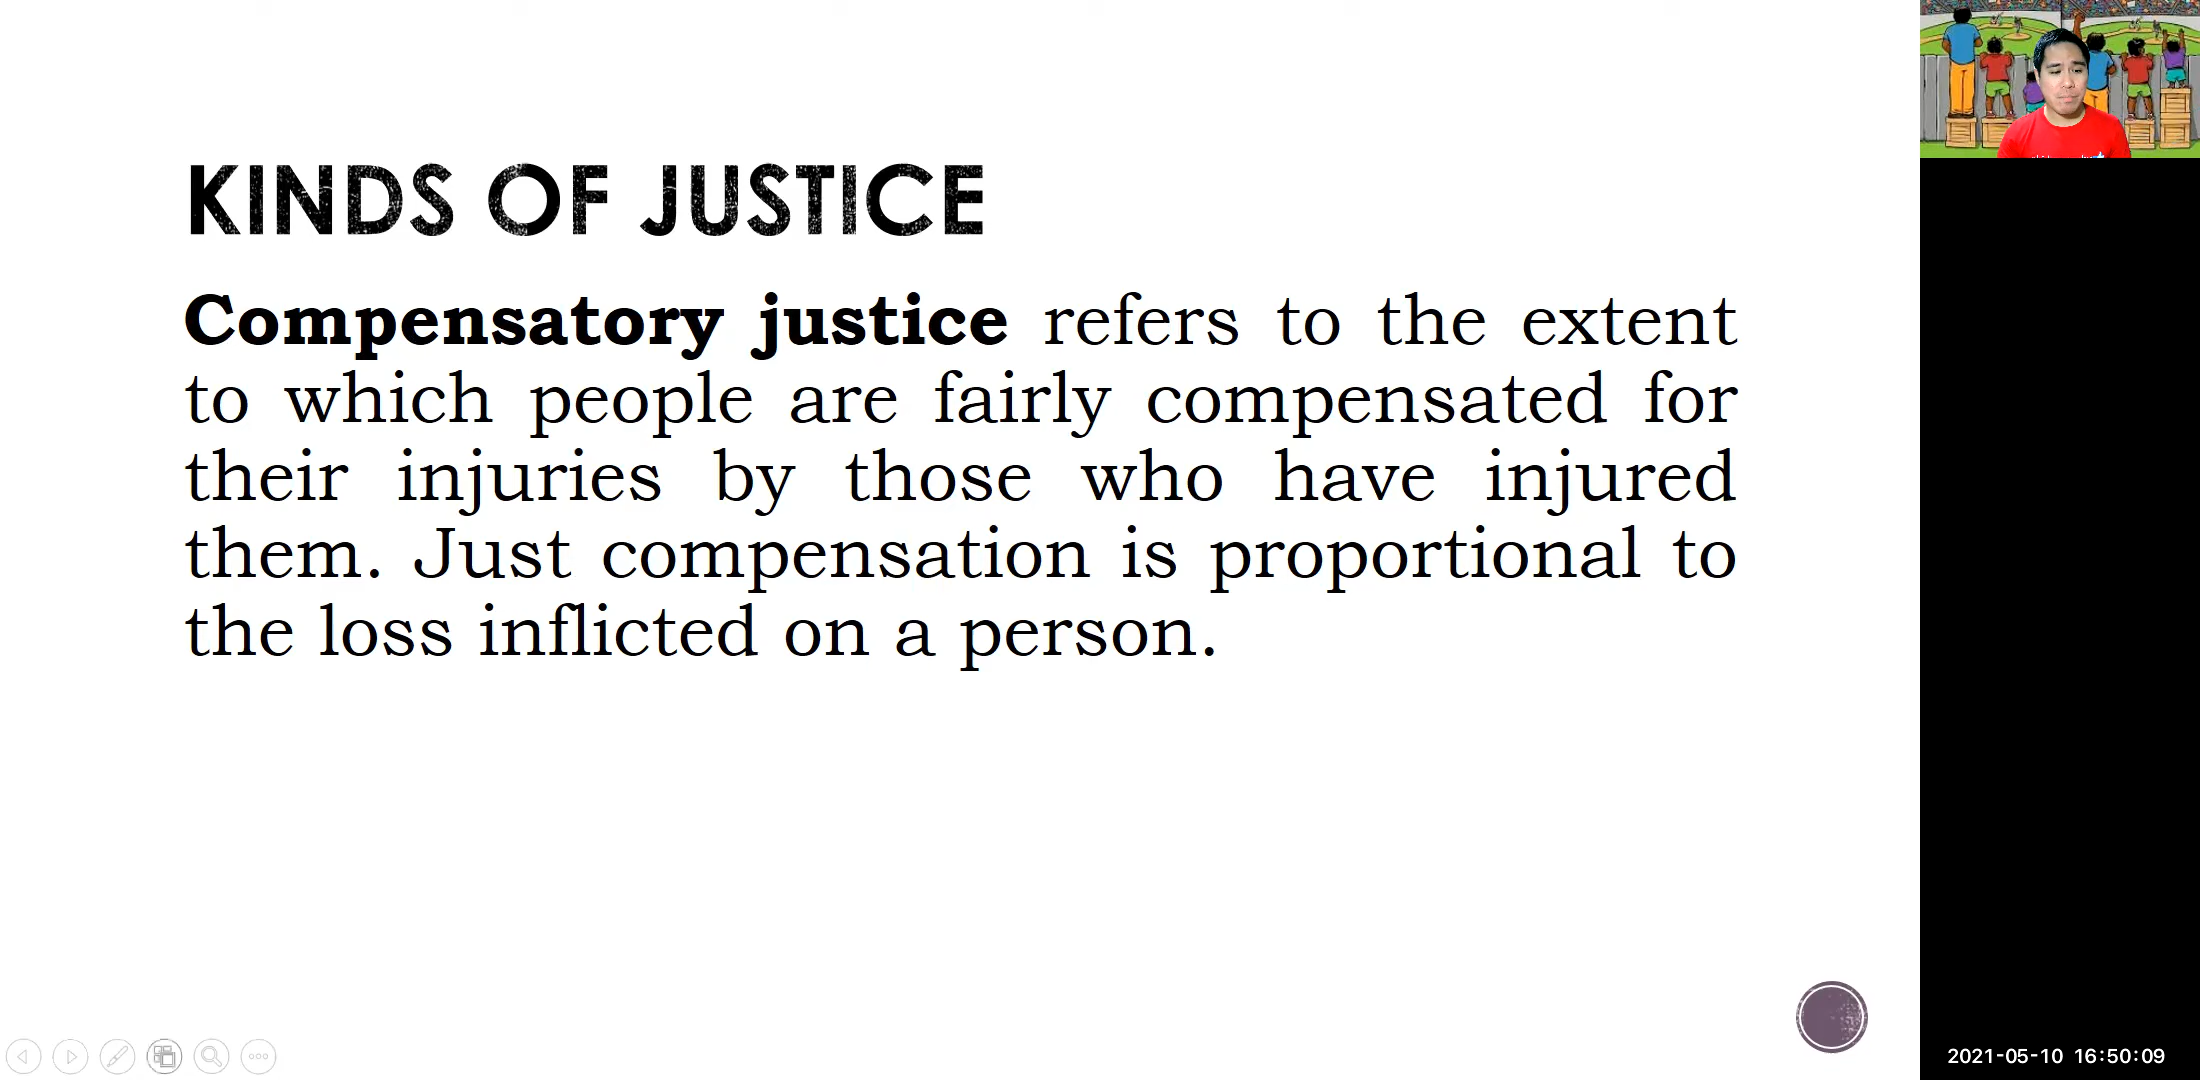 KINDS OF JUSTICE
Compensatory justice refers to the extent
to which people are fairly compensated for
their injuries by those who have injured
them. Just compensation is proportional to
the loss inflicted on a person.
2021-05-10 16:50:09